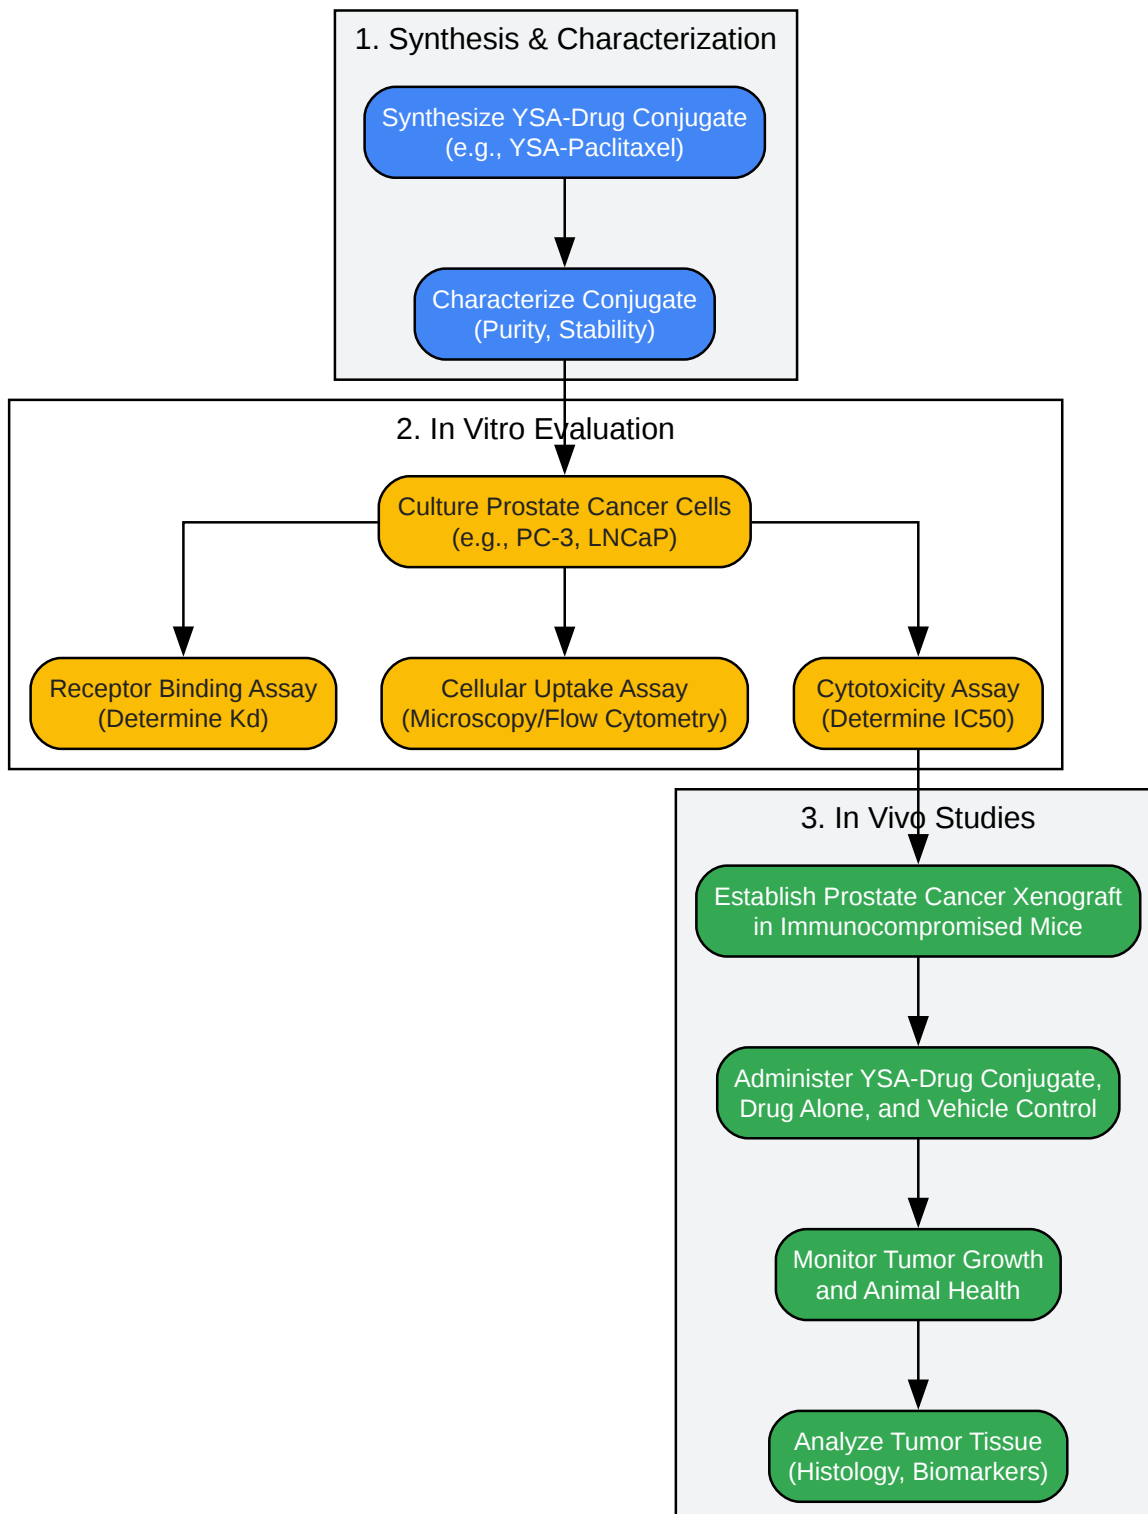 1. Synthesis & Characterization
Synthesize YSA-Drug Conjugate
(e.g., YSA-Paclitaxel)
Characterize Conjugate
(Purity, Stability)
2. In Vitro Evaluation
Culture Prostate Cancer Cells
(e.g., PC-3, LNCaP)
Receptor Binding Assay
(Determine Kd)
Cellular Uptake Assay
(Microscopy/Flow Cytometry)
Cytotoxicity Assay
(Determine IC50)
3. In Vivo Studies
Establish Prostate Cancer Xenograft
in Immunocompromised Mice
Administer YSA-Drug Conjugate,
Drug Alone, and Vehicle Control
Monitor Tumor Growth
and Animal Health
Analyze Tumor Tissue
(Histology, Biomarkers)